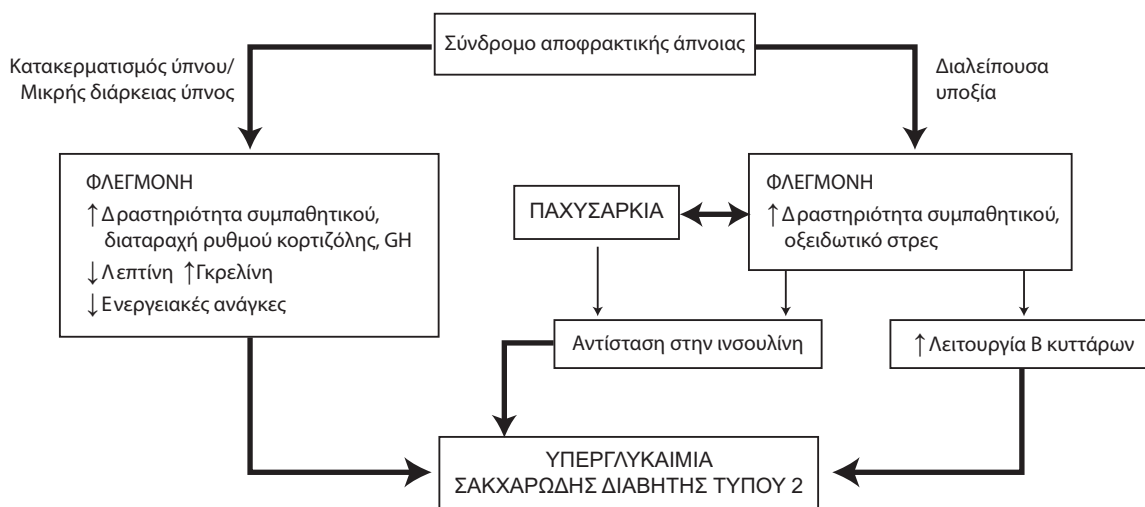 Σύνδρομο αποφρακτικής άπνοιας
Κατακερματισμός ύπνου/
Μικρής διάρκειας ύπνος
Διαλείπουσα
υποξία
ΦΛΕΓΜΟΝΗ
↑ Δραστηριότητα συμπαθητικού,
διαταραχή ρυθμού κορτιζόλης, GH
↓ Λεπτίνη ↑ Γκρελίνη
↓ Ενεργειακές ανάγκες
ΠΑΧΥΣΑΡΚΙΑ
ΦΛΕΓΜΟΝΗ
↑ Δραστηριότητα συμπαθητικού,
οξειδωτικό στρες
Αντίσταση στην ινσουλίνη
↑ Λειτουργία Β κυττάρων
ΥΠΕΡΓΛΥΚΑΙΜΙΑ
ΣΑΚΧΑΡΩΔΗΣ ΔΙΑΒΗΤΗΣ ΤΥΠΟΥ 2